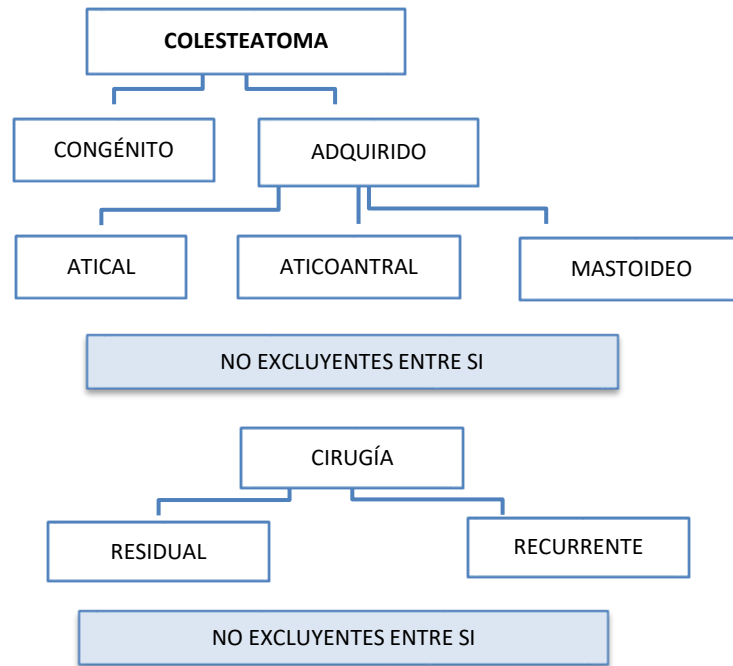 COLESTEATOMA
CONGÉNITO
ADQUIRIDO
ATICAL
ATICOANTRAL
MASTOIDEO
NO EXCLUYENTES ENTRE SI
CIRUGÍA
RESIDUAL
RECURRENTE
NO EXCLUYENTES ENTRE SI